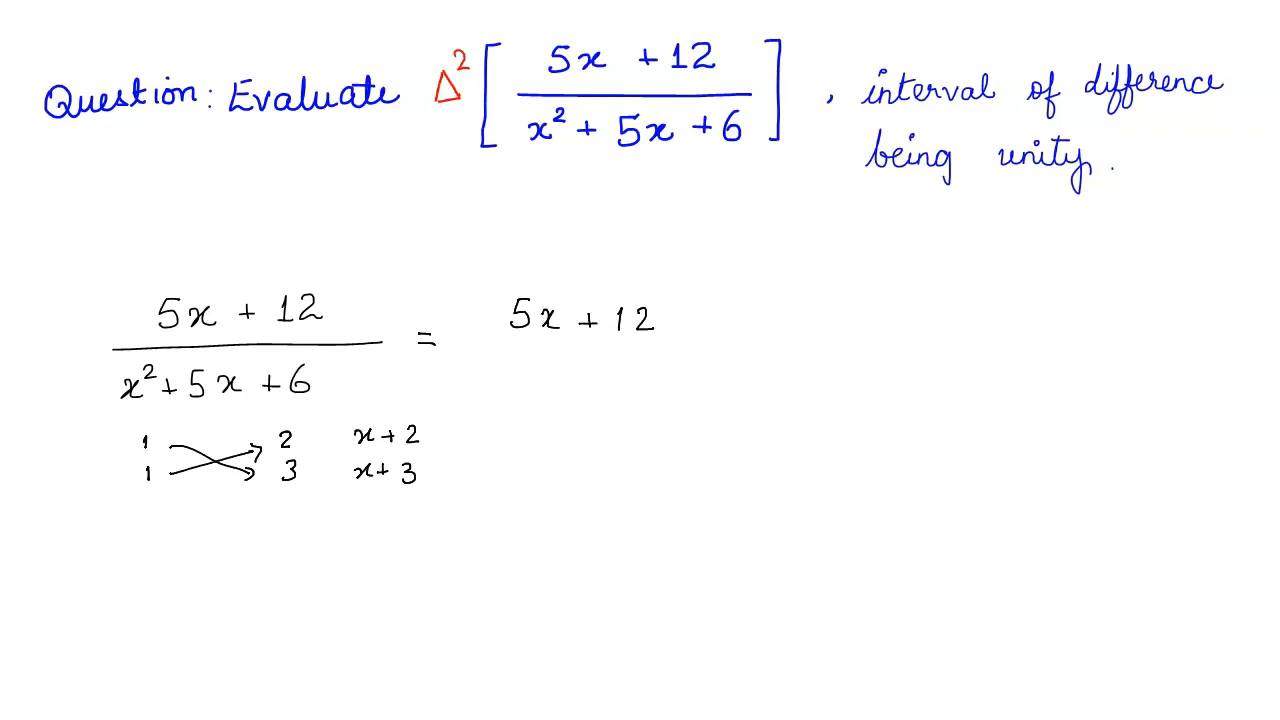 Question: Evaluate Δ² [ (5x + 12) / (x² + 5x + 6) ] , interval of difference
being unity.
5x + 12 = 5x + 12
x² + 5x + 6
1 2 x + 2
1 3 x + 3